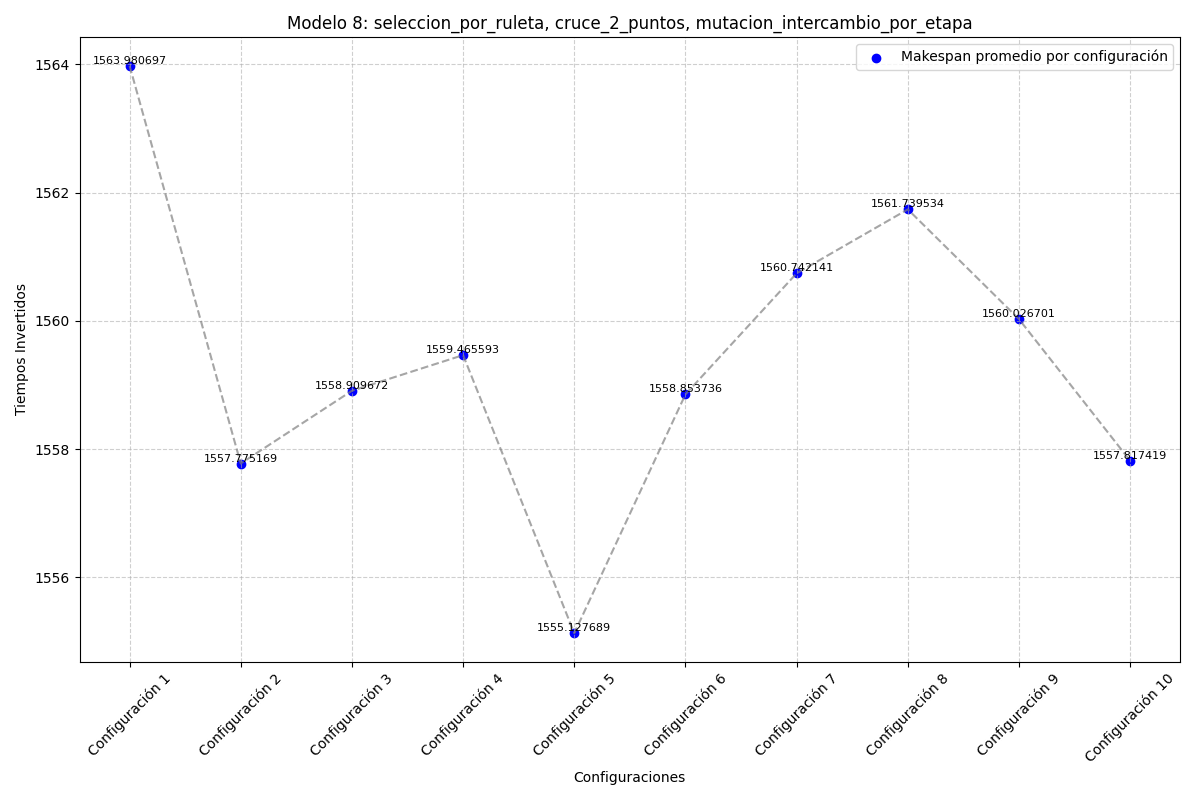 Modelo 8: seleccion_por_ruleta, cruce_2_puntos, mutacion_intercambio_por_etapa
Makespan promedio por configuración
1563.980697
1557.775169
1558.909672
1559.465593
1555.127689
1558.853736
1560.742141
1561.739534
1560.026701
1557.817419
1564
1562
1560
1558
1556
Tiempos Invertidos
Configuración 1
Configuración 2
Configuración 3
Configuración 4
Configuración 5
Configuración 6
Configuración 7
Configuración 8
Configuración 9
Configuración 10
Configuraciones